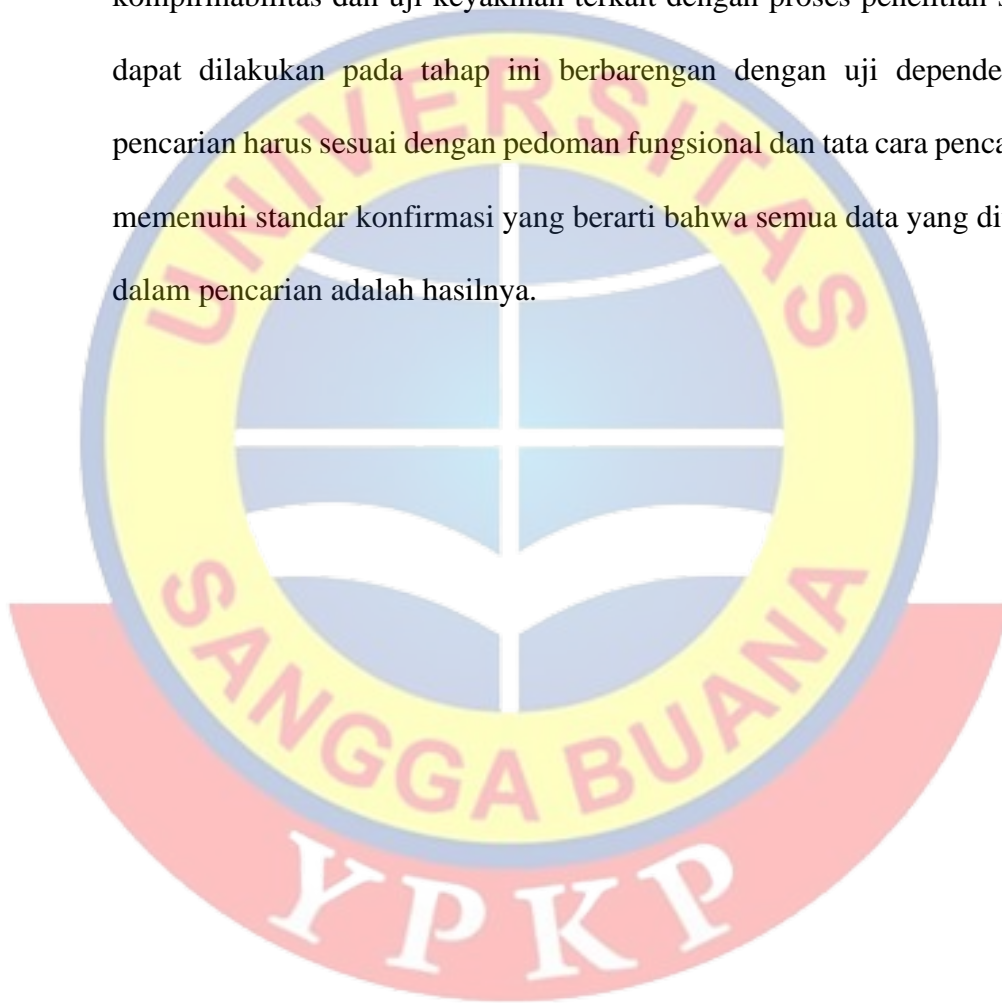 kompirmabilitas dan uji keyakinan terkait dengan proses penelitian
dapat dilakukan pada tahap ini berbarengan dengan uji
pencarian harus sesuai dengan pedoman fungsional dan tata cara
memenuhi standar konfirmasi yang berarti bahwa semua data yang
dalam pencarian adalah hasilnya.
UNIVERSITAS
SANGGA BUANA
YPKP